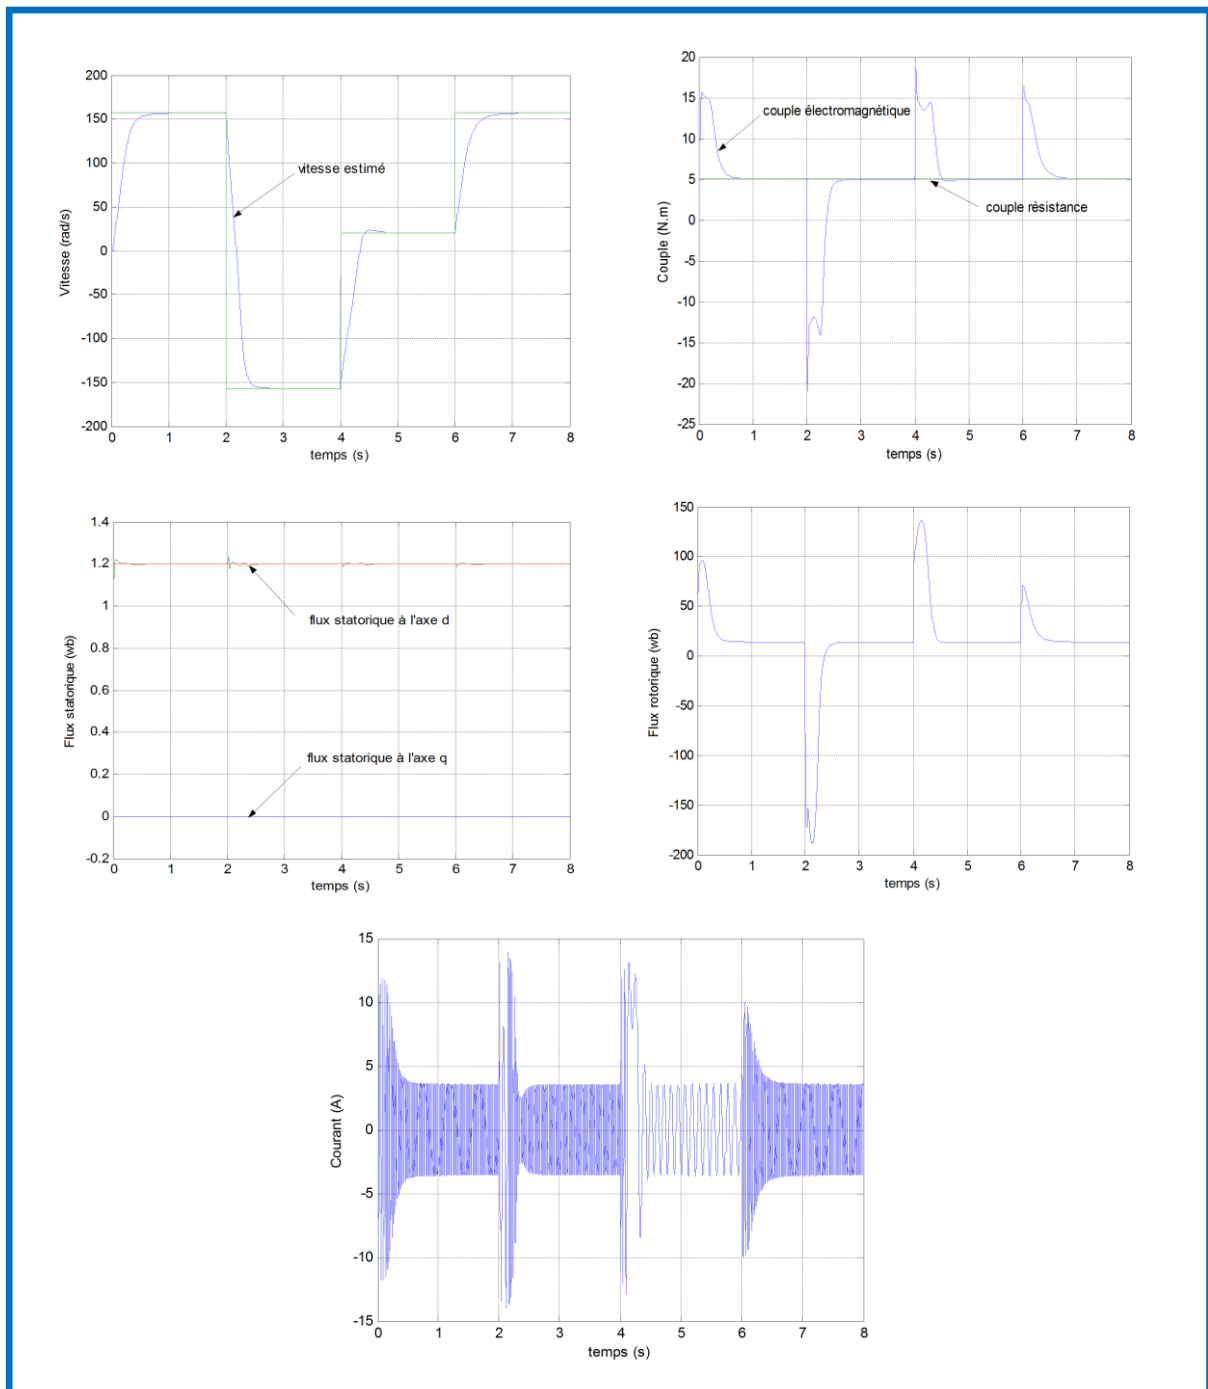 200
150
100
50
0
-50
-100
-150
-200
0 1 2 3 4 5 6 7 8
Vitesse (rad/s)
temps (s)
vitesse estimé
20
15
10
5
0
-5
-10
-15
-20
-25
0 1 2 3 4 5 6 7 8
Couple (N.m)
temps (s)
couple électromagnétique
couple résistance
1.4
1.2
1
0.8
0.6
0.4
0.2
0
-0.2
0 1 2 3 4 5 6 7 8
Flux statorique (wb)
temps (s)
flux statorique à l'axe d
flux statorique à l'axe q
150
100
50
0
-50
-100
-150
-200
0 1 2 3 4 5 6 7 8
Flux rotorique (wb)
temps (s)
15
10
5
0
-5
-10
-15
0 1 2 3 4 5 6 7 8
Courant (A)
temps (s)